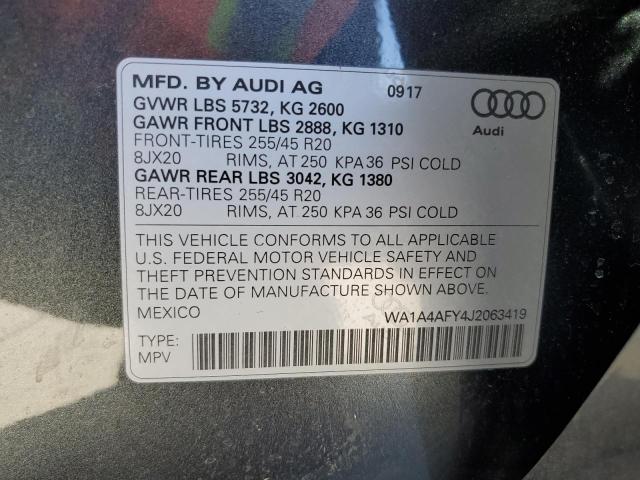 MFD. BY AUDI AG 0917
GVWR LBS 5732, KG 2600
GAWR FRONT LBS 2888, KG 1310
FRONT-TIRES 255/45 R20
8JX20 RIMS, AT 250 KPA 36 PSI COLD
GAWR REAR LBS 3042, KG 1380
REAR-TIRES 255/45 R20
8JX20 RIMS, AT 250 KPA 36 PSI COLD
Audi
THIS VEHICLE CONFORMS TO ALL APPLICABLE
U.S. FEDERAL MOTOR VEHICLE SAFETY AND
THEFT PREVENTION STANDARDS IN EFFECT ON
THE DATE OF MANUFACTURE SHOWN ABOVE.
MEXICO WA1A4AFY4J2063419
TYPE:
MPV